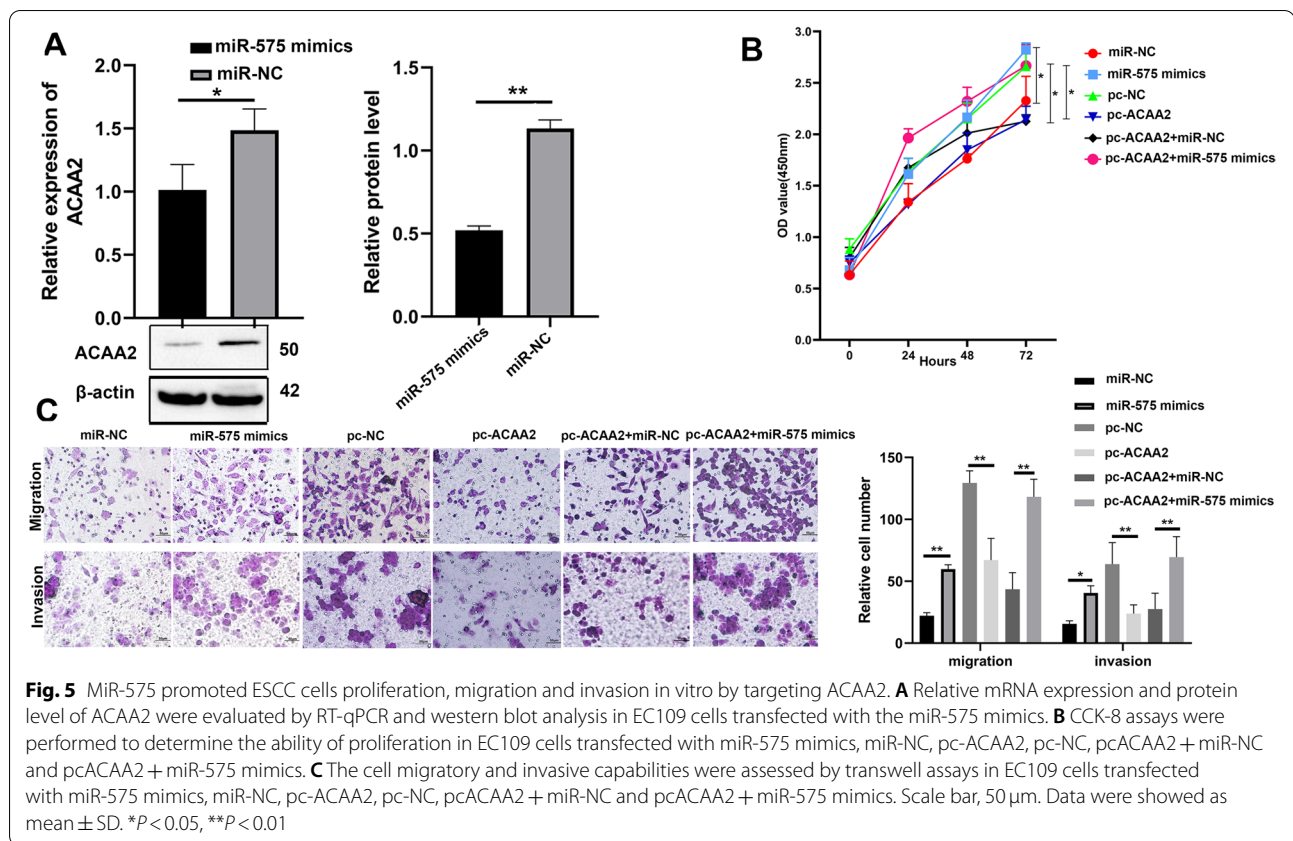 A
miR-575 mimics
miR-NC
Relative expression of
ACAA2
2.0
1.5
1.0
0.5
0.0
*
ACAA2
50
β-actin
42
Relative protein level
1.5
1.0
0.5
0.0
**
miR-575 mimics
miR-NC
B
OD value(450nm)
3.0
2.5
2.0
1.5
1.0
0.5
0.0
0
24
48
72
Hours
*
*
*
miR-NC
miR-575 mimics
pc-NC
pc-ACAA2
pc-ACAA2+miR-NC
pc-ACAA2+miR-575 mimics
C
miR-NC
miR-575 mimics
pc-NC
pc-ACAA2
pc-ACAA2+miR-NC
pc-ACAA2+miR-575 mimics
Migration
Invasion
miR-NC
miR-575 mimics
pc-NC
pc-ACAA2
pc-ACAA2+miR-NC
pc-ACAA2+miR-575 mimics
Relative cell number
150
100
50
0
**
**
**
*
**
**
migration
invasion
Fig. 5 MiR-575 promoted ESCC cells proliferation, migration and invasion in vitro by targeting ACAA2. A Relative mRNA expression and protein
level of ACAA2 were evaluated by RT-qPCR and western blot analysis in EC109 cells transfected with the miR-575 mimics. B CCK-8 assays were
performed to determine the ability of proliferation in EC109 cells transfected with miR-575 mimics, miR-NC, pc-ACAA2, pc-NC, pcACAA2 + miR-NC
and pcACAA2 + miR-575 mimics. C The cell migratory and invasive capabilities were assessed by transwell assays in EC109 cells transfected
with miR-575 mimics, miR-NC, pc-ACAA2, pc-NC, pcACAA2 + miR-NC and pcACAA2 + miR-575 mimics. Scale bar, 50 μm. Data were showed as
mean ± SD. *P < 0.05, **P < 0.01